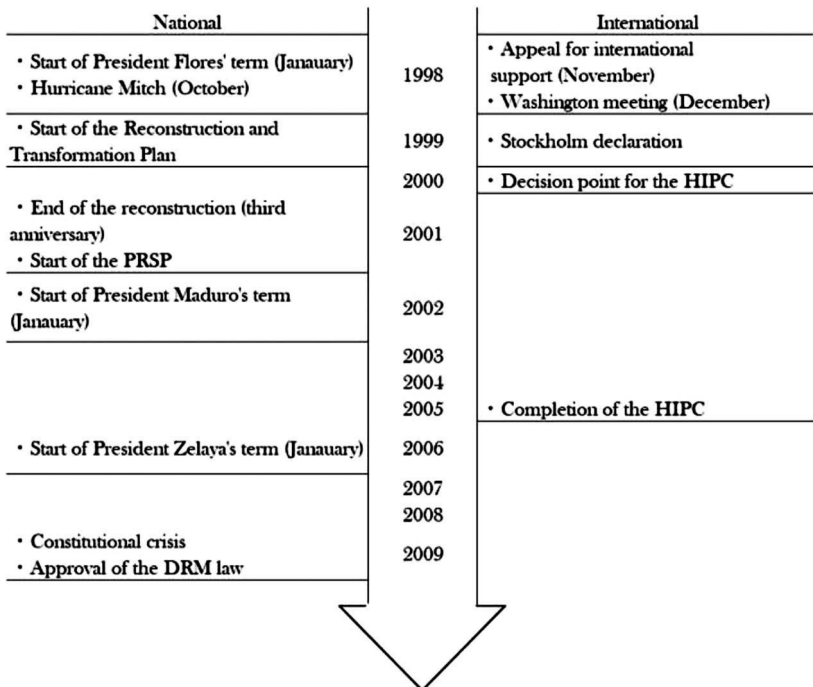 National
International
・Start of President Flores' term (Janauary)
・Hurricane Mitch (October)
1998
・Appeal for international
support (November)
・Washington meeting (December)
・Start of the Reconstruction and
Transformation Plan
1999
・Stockholm declaration
2000
・Decision point for the HIPC
・End of the reconstruction (third
anniversary)
・Start of the PRSP
2001
・Start of President Maduro's term
(Janauary)
2002
2003
2004
2005
・Completion of the HIPC
・Start of President Zelaya's term (Janauary)
2006
2007
2008
・Constitutional crisis
・Approval of the DRM law
2009